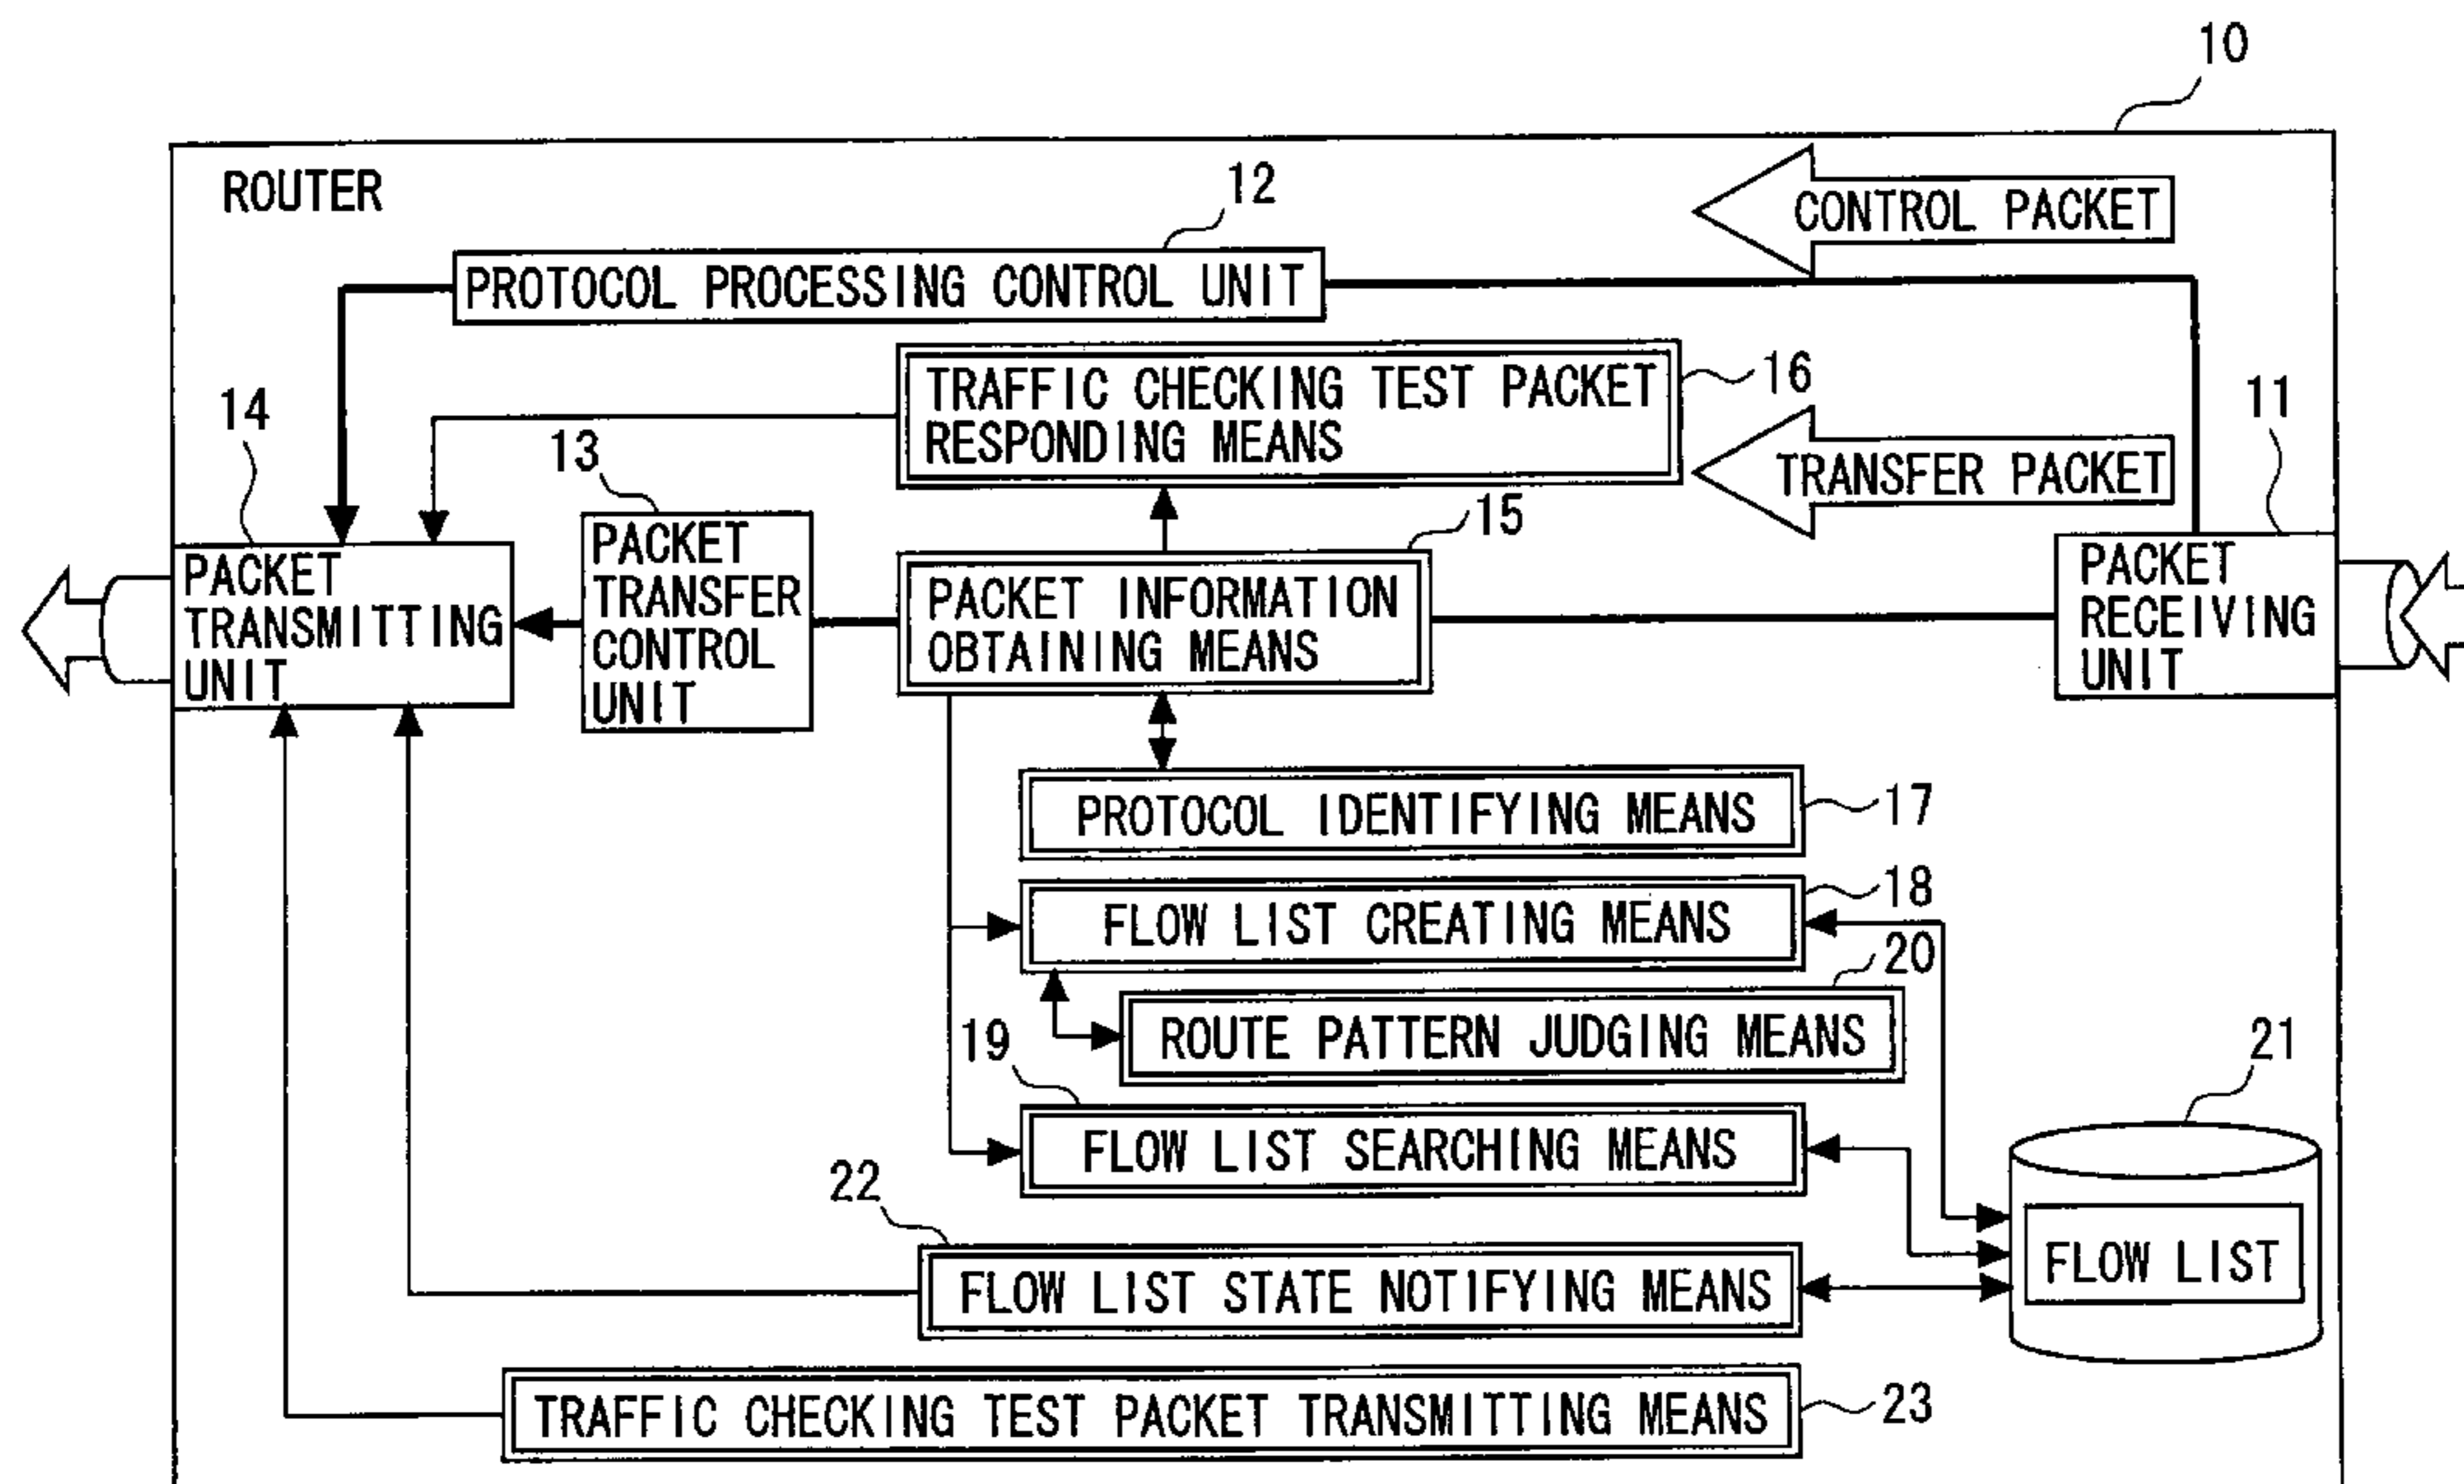 10
ROUTER
12
CONTROL PACKET
PROTOCOL PROCESSING CONTROL UNIT
TRAFFIC CHECKING TEST PACKET
RESPONDING MEANS
16
14
13
11
TRANSFER PACKET
15
PACKET
TRANSMITTING
UNIT
PACKET
TRANSFER
CONTROL
UNIT
PACKET INFORMATION
OBTAINING MEANS
PACKET
RECEIVING
UNIT
PROTOCOL IDENTIFYING MEANS
17
FLOW LIST CREATING MEANS
18
20
ROUTE PATTERN JUDGING MEANS
19
21
FLOW LIST SEARCHING MEANS
22
FLOW LIST STATE NOTIFYING MEANS
FLOW LIST
TRAFFIC CHECKING TEST PACKET TRANSMITTING MEANS
23